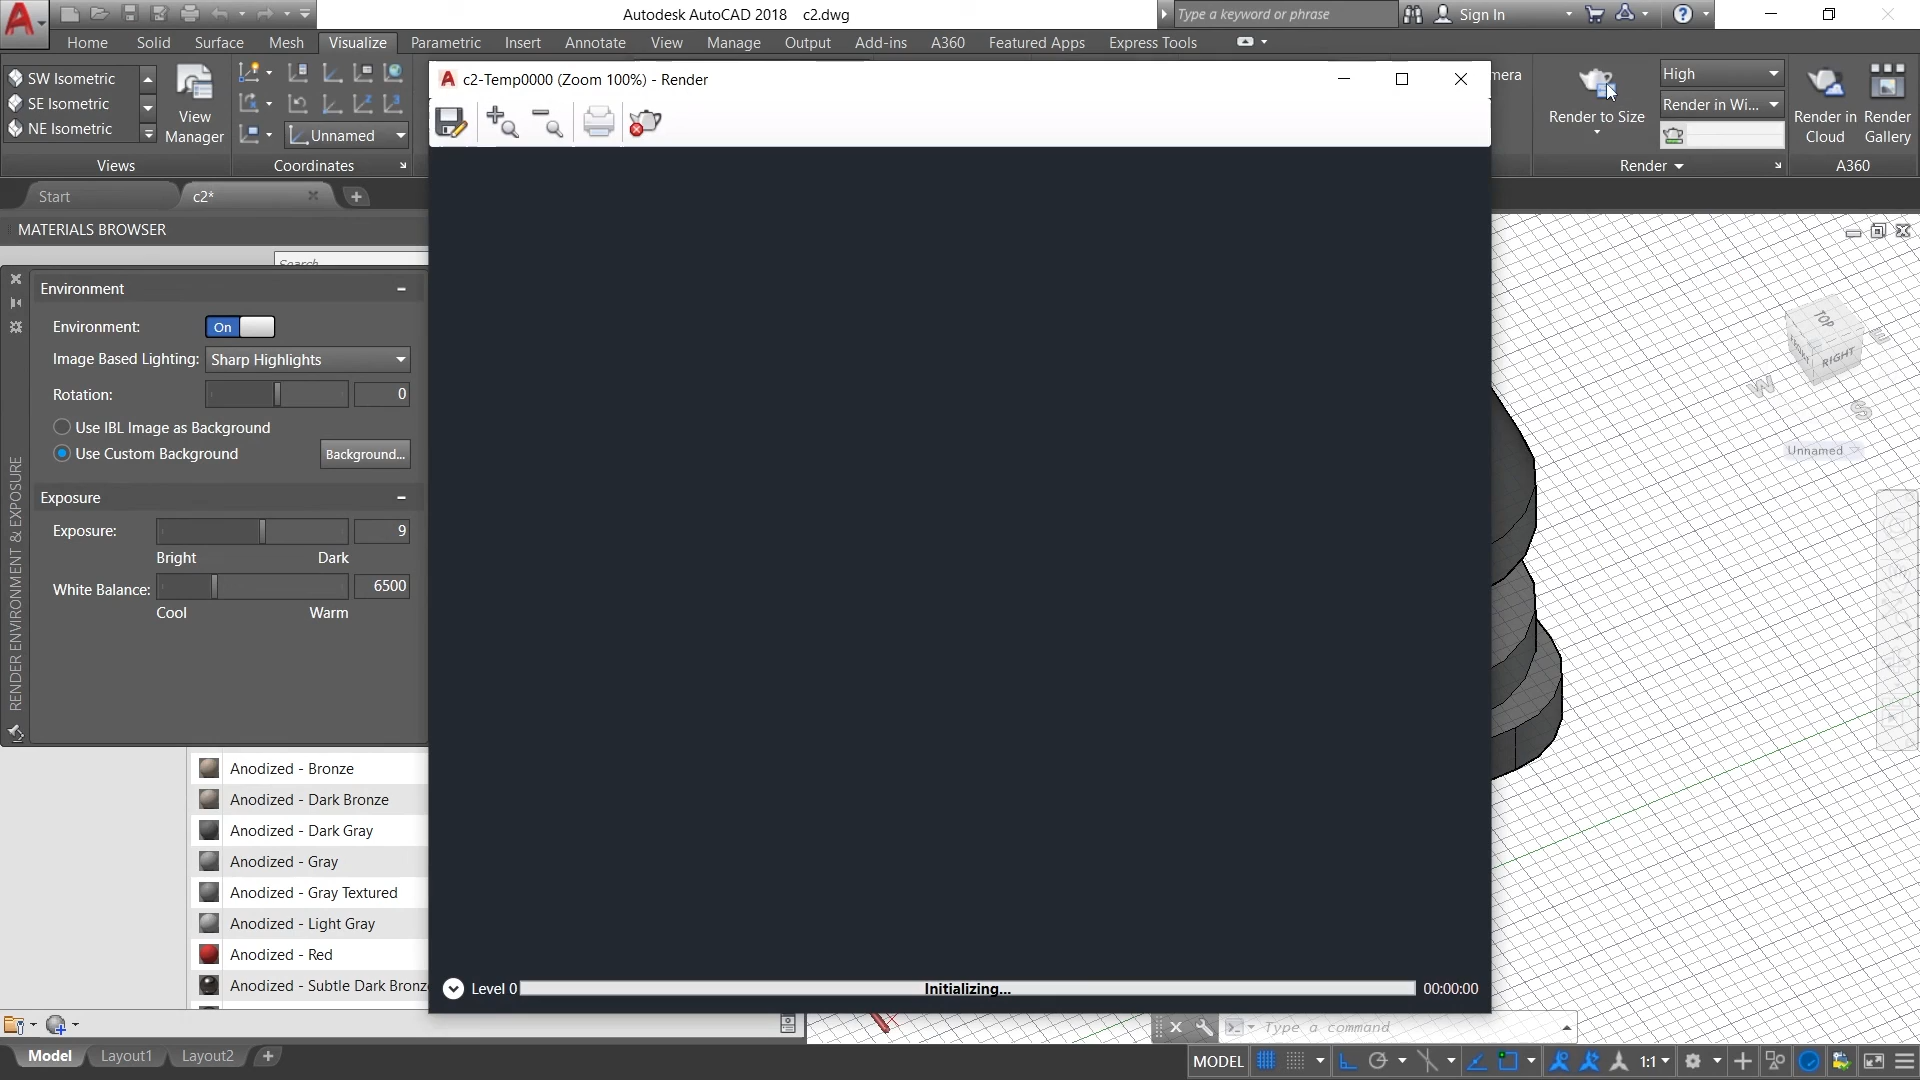 Autodesk AutoCAD 2018 c2.dwg
Type a keyword or phrase
Sign In
Home Solid Surface Mesh Visualize Parametric Insert Annotate View Manage Output Add-ins A360 Featured Apps Express Tools
SW Isometric
SE Isometric
NE Isometric
View
Manager
Unnamed
Views
Coordinates
c2-Temp0000 (Zoom 100%) - Render
mera
Render to Size
High
Render in Wi...
Render in
Cloud
Render
Gallery
Render
A360
Start
c2*
MATERIALS BROWSER
Environment
Environment: On
Image Based Lighting: Sharp Highlights
Rotation: 0
Use IBL Image as Background
Use Custom Background
Background...
Exposure
Exposure: 9
Bright Dark
White Balance: 6500
Cool Warm
RENDER ENVIRONMENT & EXPOSURE
Anodized - Bronze
Anodized - Dark Bronze
Anodized - Dark Gray
Anodized - Gray
Anodized - Gray Textured
Anodized - Light Gray
Anodized - Red
Anodized - Subtle Dark Bronze
Level 0
Initializing...
00:00:00
TOP
FRONT
RIGHT
E
W
S
Unnamed
Type a command
Model Layout1 Layout2
MODEL
1:1